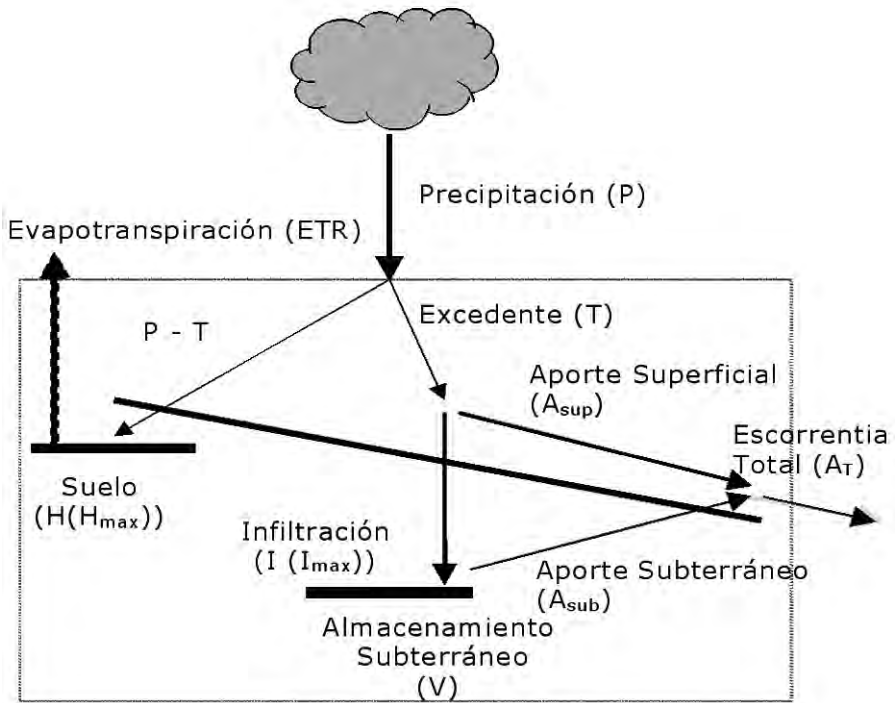 Precipitación (P)
Evapotranspiración (ETR)
P - T
Excedente (T)
Aporte Superficial
(Asup)
Escorrentia
Total (AT)
Suelo
(H(Hmax))
Infiltración
(I (Imax))
Aporte Subterráneo
(Asub)
Almacenamiento
Subterráneo
(V)